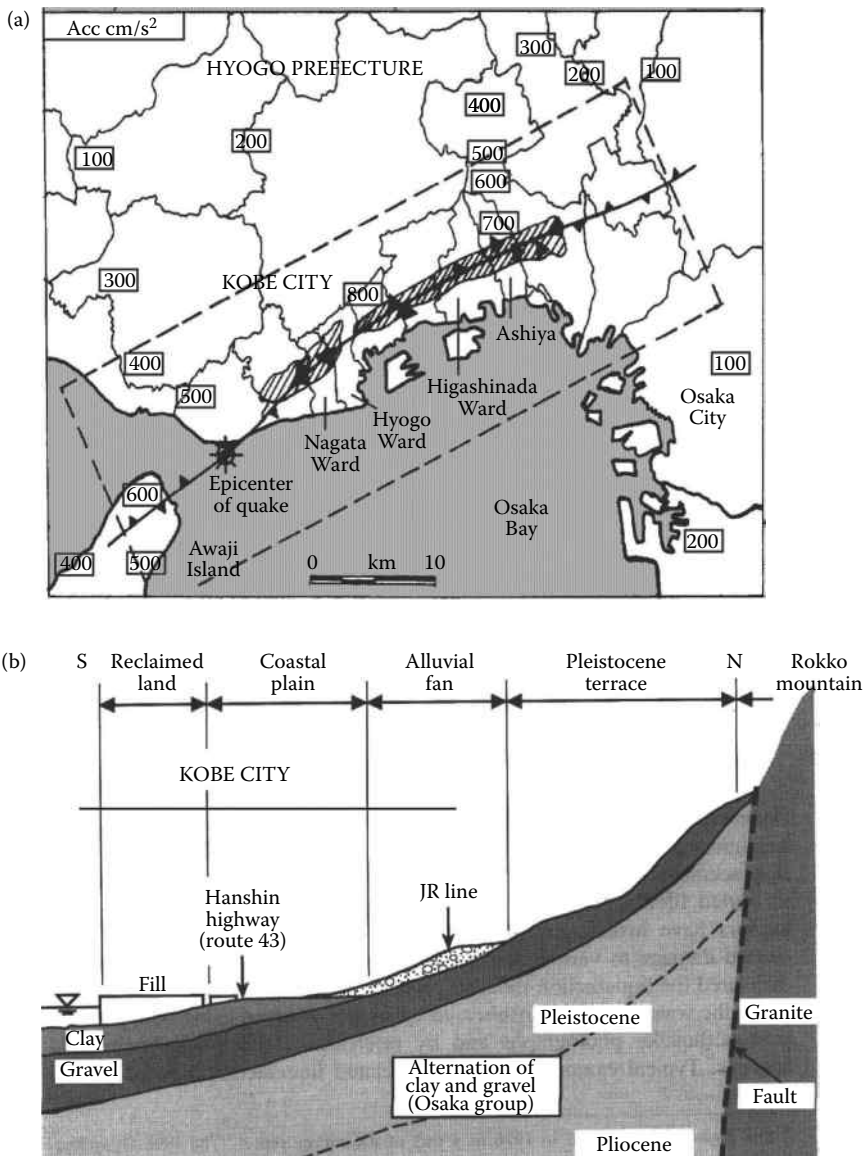 (a)
Acc cm/s²
HYOGO PREFECTURE
300
200
100
400
100
200
500
600
700
300
KOBE CITY
800
400
500
Ashiya
100
Higashinada
Ward
Osaka
City
Hyogo
Ward
Nagata
Ward
Epicenter
of quake
600
Osaka
Bay
Awaji
Island
0 km 10
400
500
200
(b)
S
Reclaimed
land
Coastal
plain
Alluvial
fan
Pleistocene
terrace
N
Rokko
mountain
KOBE CITY
Hanshin
highway
(route 43)
JR line
Fill
Clay
Gravel
Pleistocene
Granite
Alternation of
clay and gravel
(Osaka group)
Fault
Pliocene